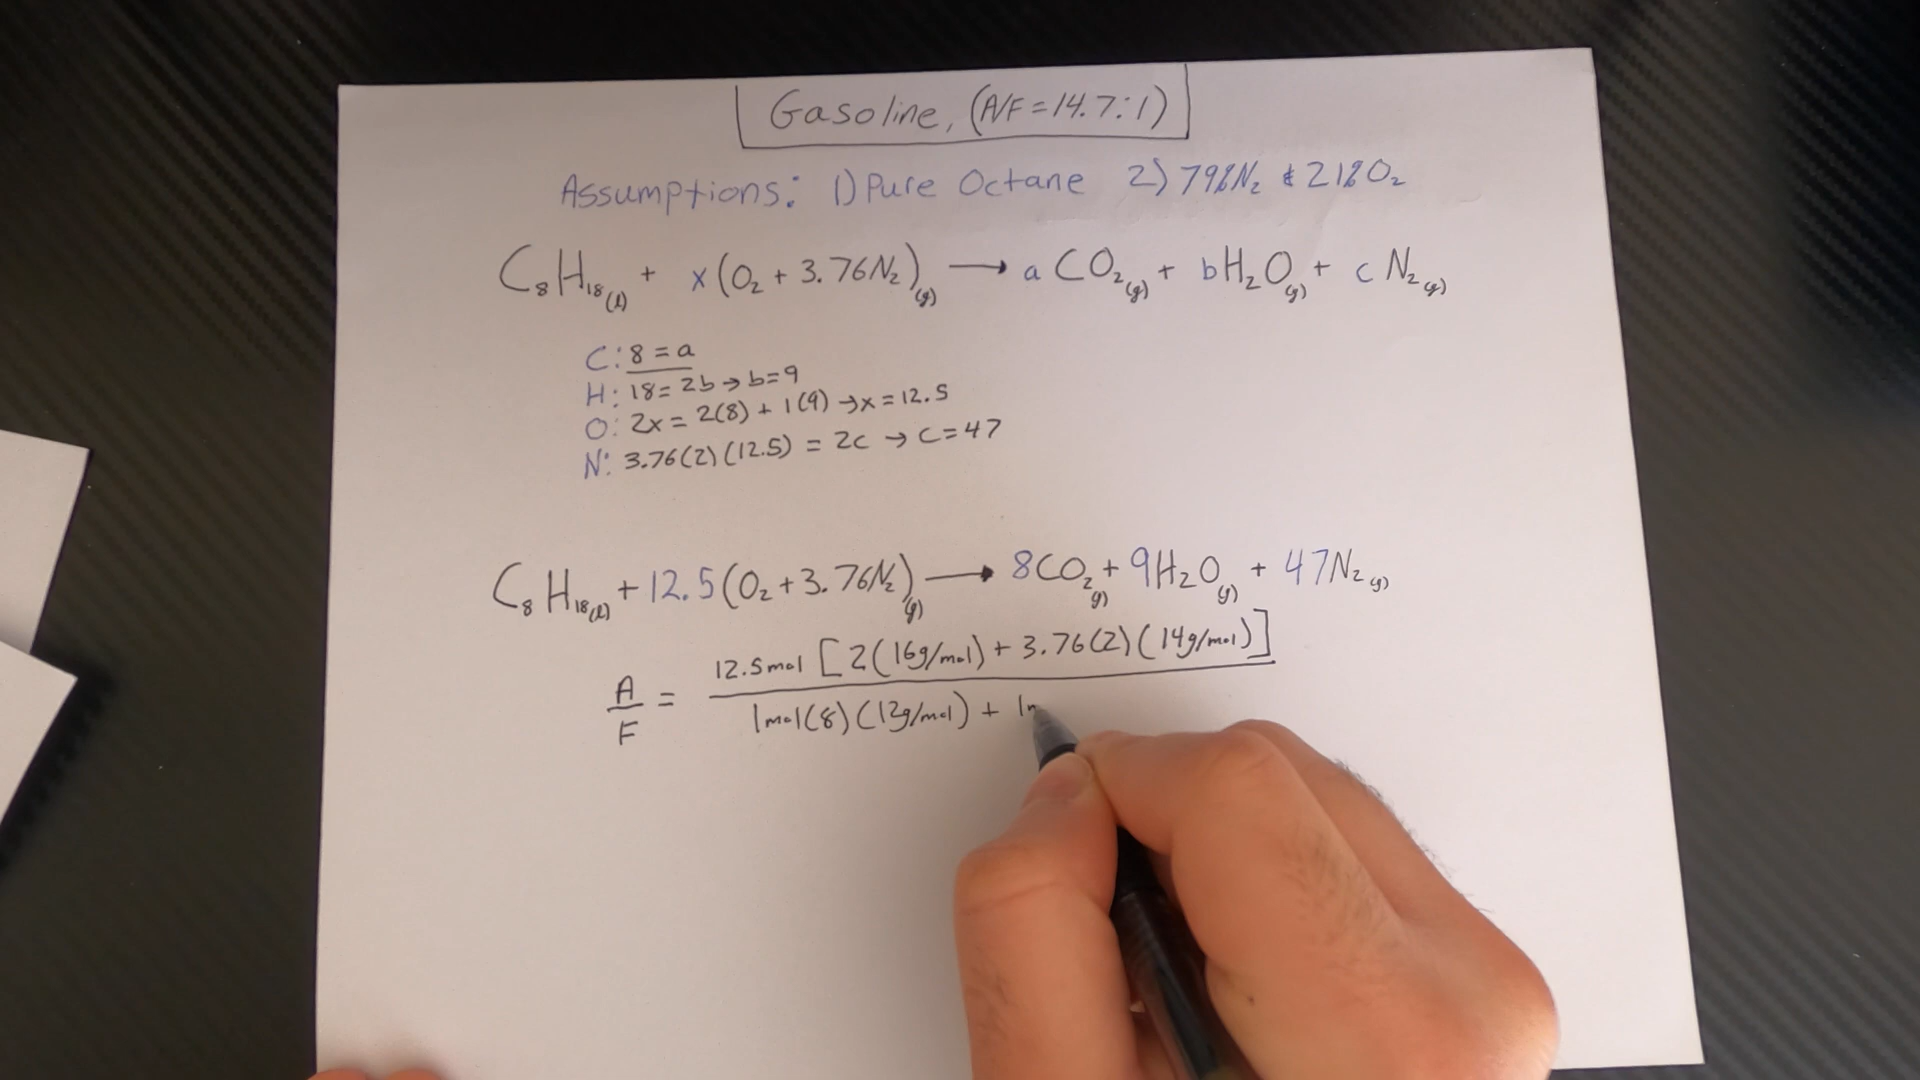 Gasoline, (A/F = 14.7:1)
Assumptions: 1) Pure Octane 2) 79% N₂ & 21% O₂
C₈H₁₈(l) + x(O₂ + 3.76N₂)(g) → a CO₂(g) + bH₂O(g) + c N₂(g)
C: 8 = a
H: 18 = 2b → b = 9
O: 2x = 2(8) + 1(9) → x = 12.5
N: 3.76(2)(12.5) = 2c → c = 47
C₈H₁₈(l) + 12.5(O₂ + 3.76N₂)(g) → 8CO₂(g) + 9H₂O(g) + 47N₂(g)
12.5mol [2(16g/mol) + 3.76(2)(14g/mol)]
A/F =
1mol(8)(12g/mol) + 1m